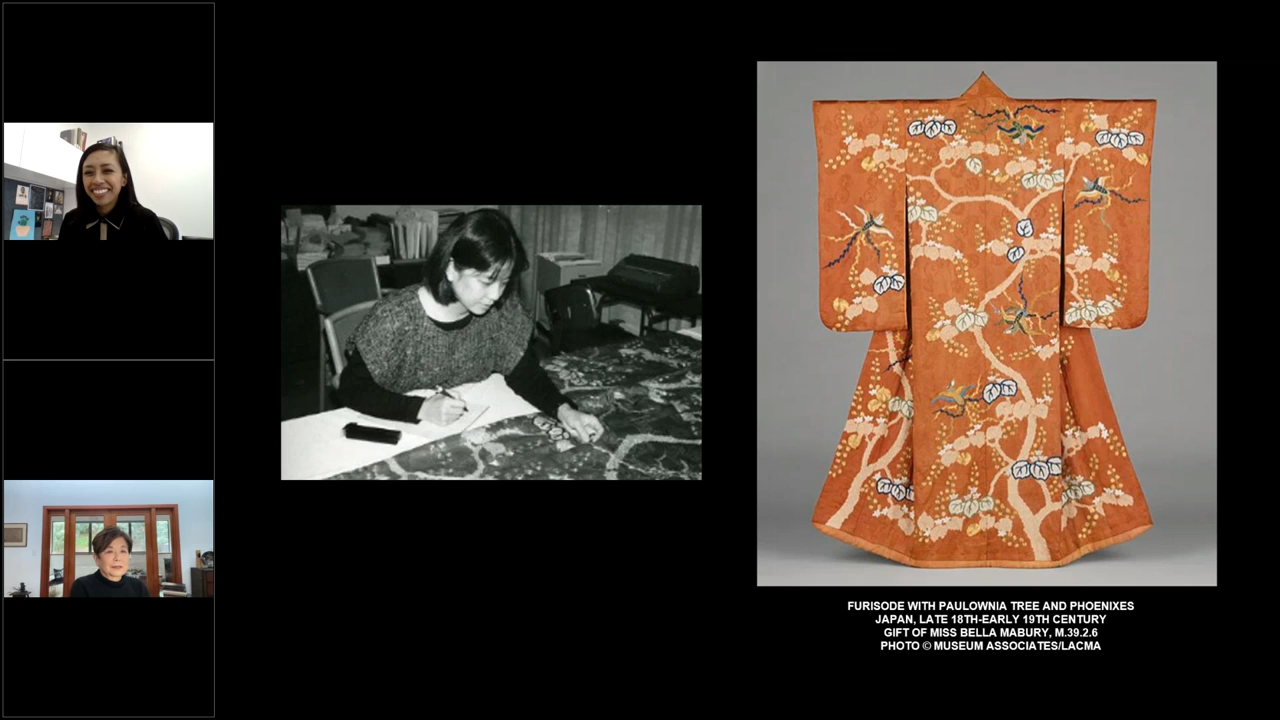 FURISODE WITH PAULOWNIA TREE AND PHOENIXES
JAPAN, LATE 18TH-EARLY 19TH CENTURY
GIFT OF MISS BELLA MABURY, M.39.2.6
PHOTO © MUSEUM ASSOCIATES/LACMA